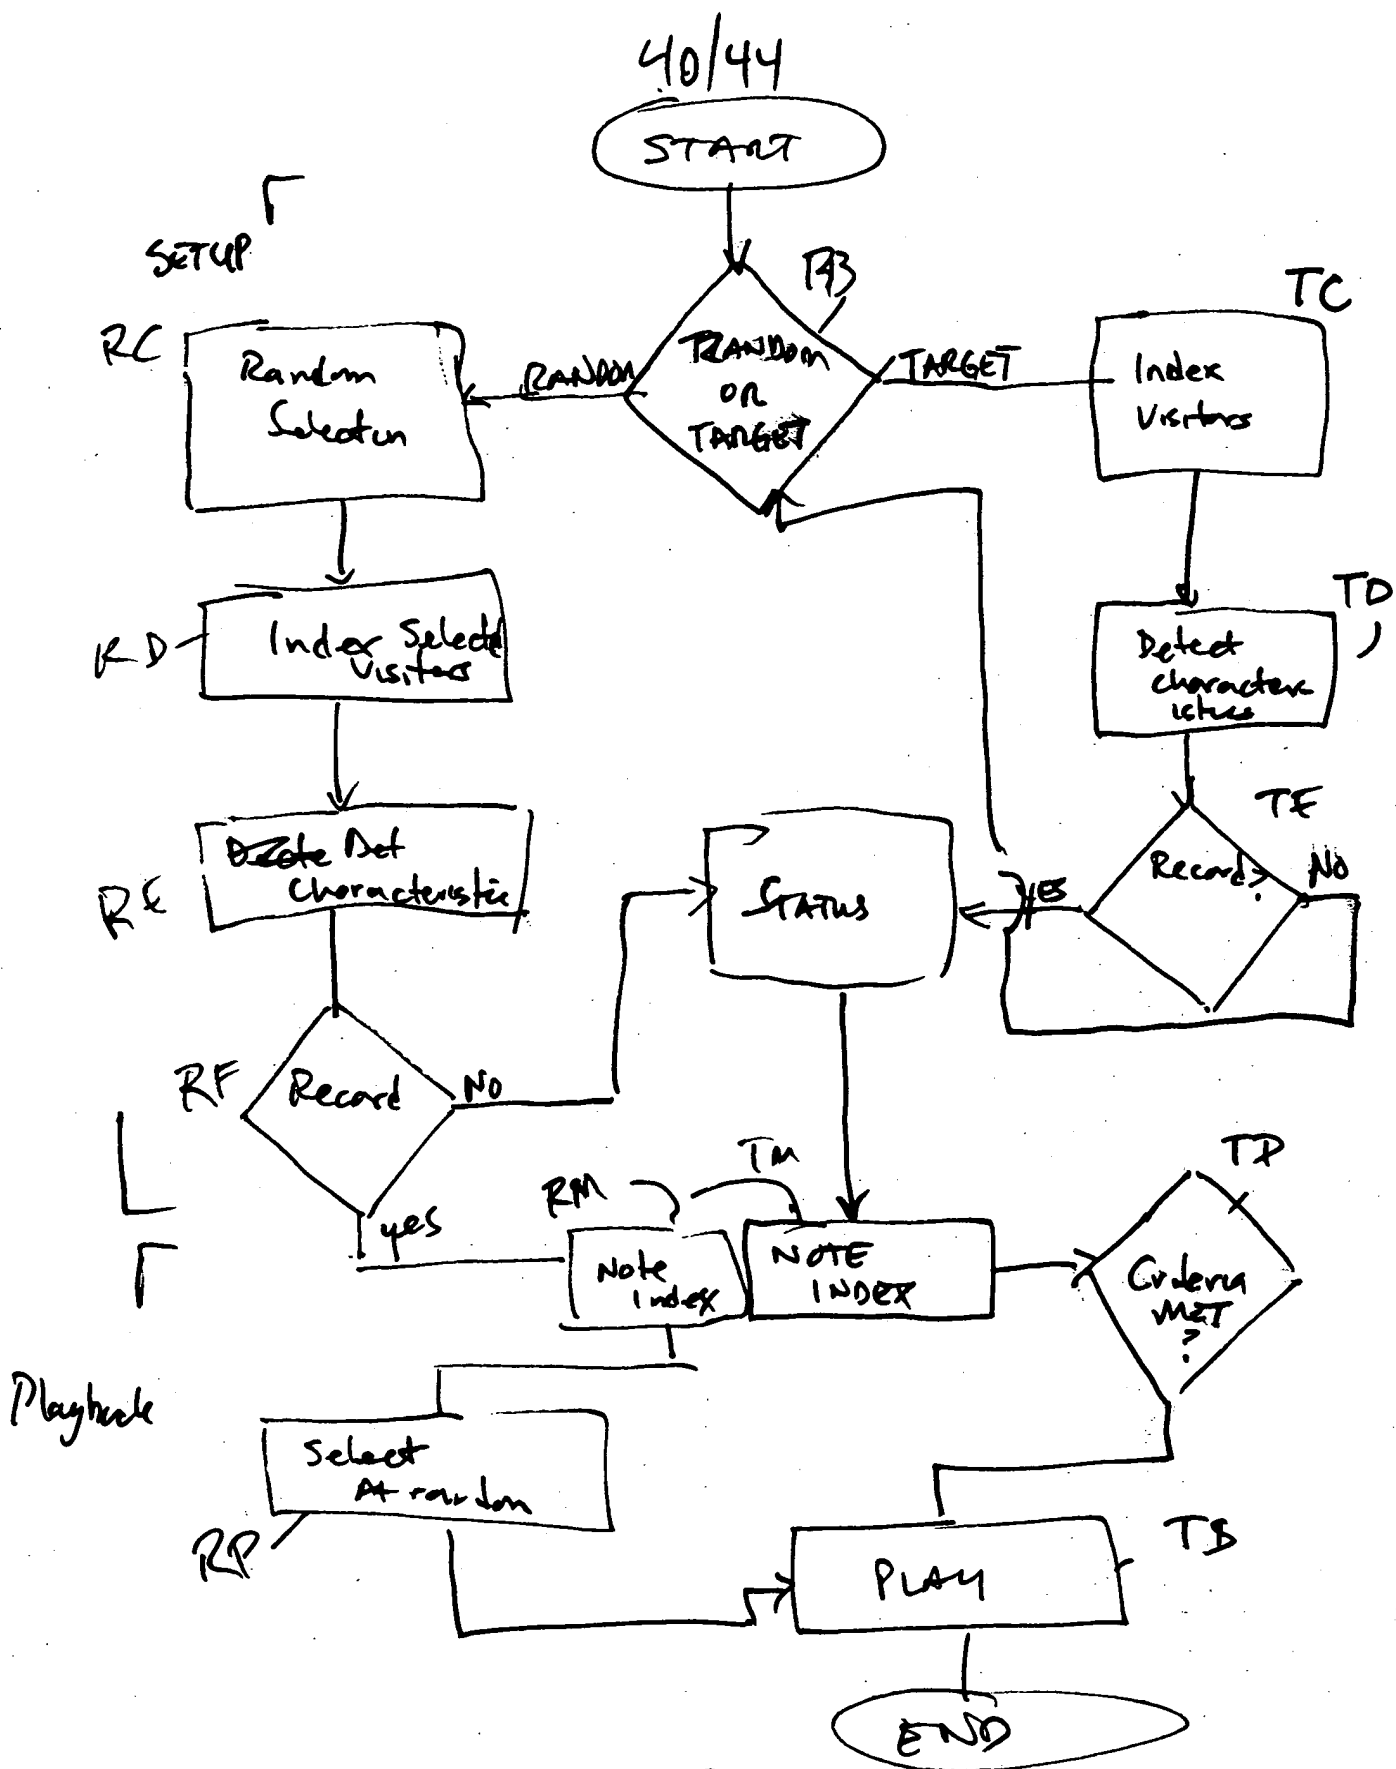 40/44
START
SETUP
RC
Random
Selection
RANDOM
RANDOM
OR
TARGET
TARGET
TC
Index
Visitors
RD
Index Selected
Visitors
TD
Detect
character
istics
RE
Det
Characteristic
STATUS
YES
TE
Record?
No
RF
Record
No
yes
RM
TM
Note
Index
NOTE
INDEX
TP
Criteria
MET
?
Playback
Select
At random
RP
PLAY
END